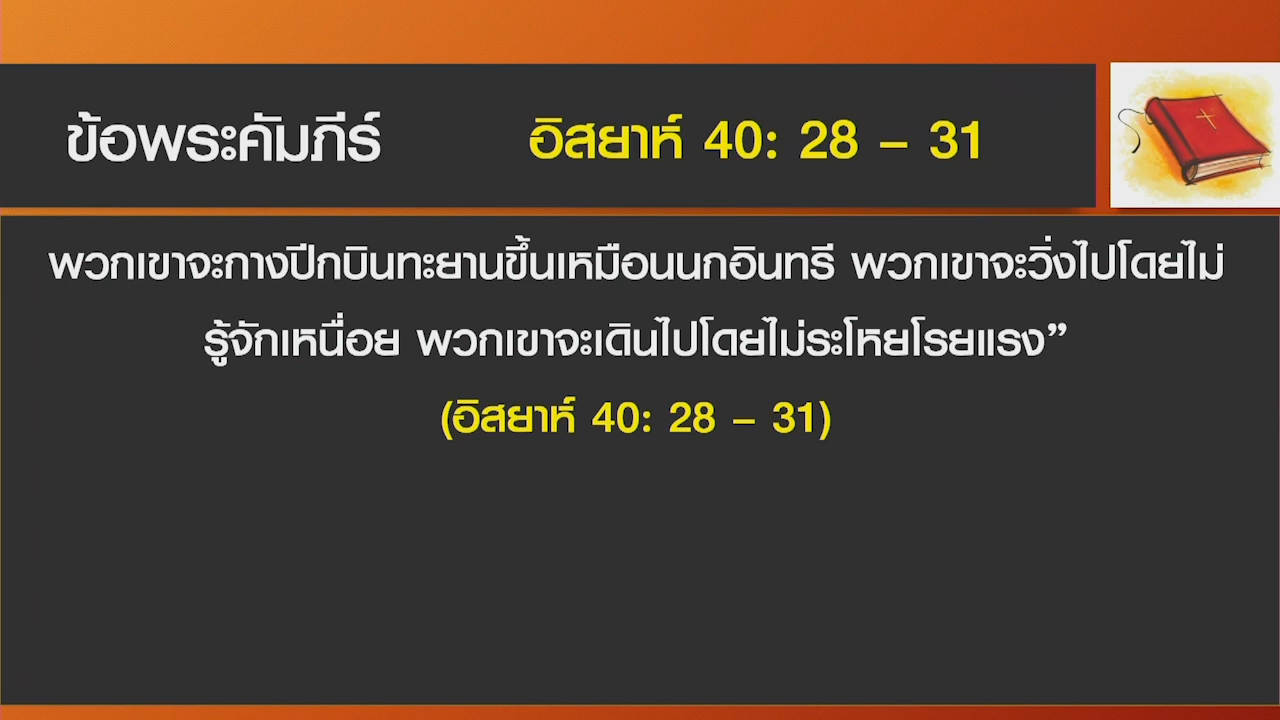 ข้อพระคัมภีร์ อิสยาห์ 40: 28 – 31
พวกเขาจะกางปีกบินทะยานขึ้นเหมือนนกอินทรี พวกเขาจะวิ่งไปโดยไม่
รู้จักเหนื่อย พวกเขาจะเดินไปโดยไม่ระโหยโรยแรง”
(อิสยาห์ 40: 28 – 31)